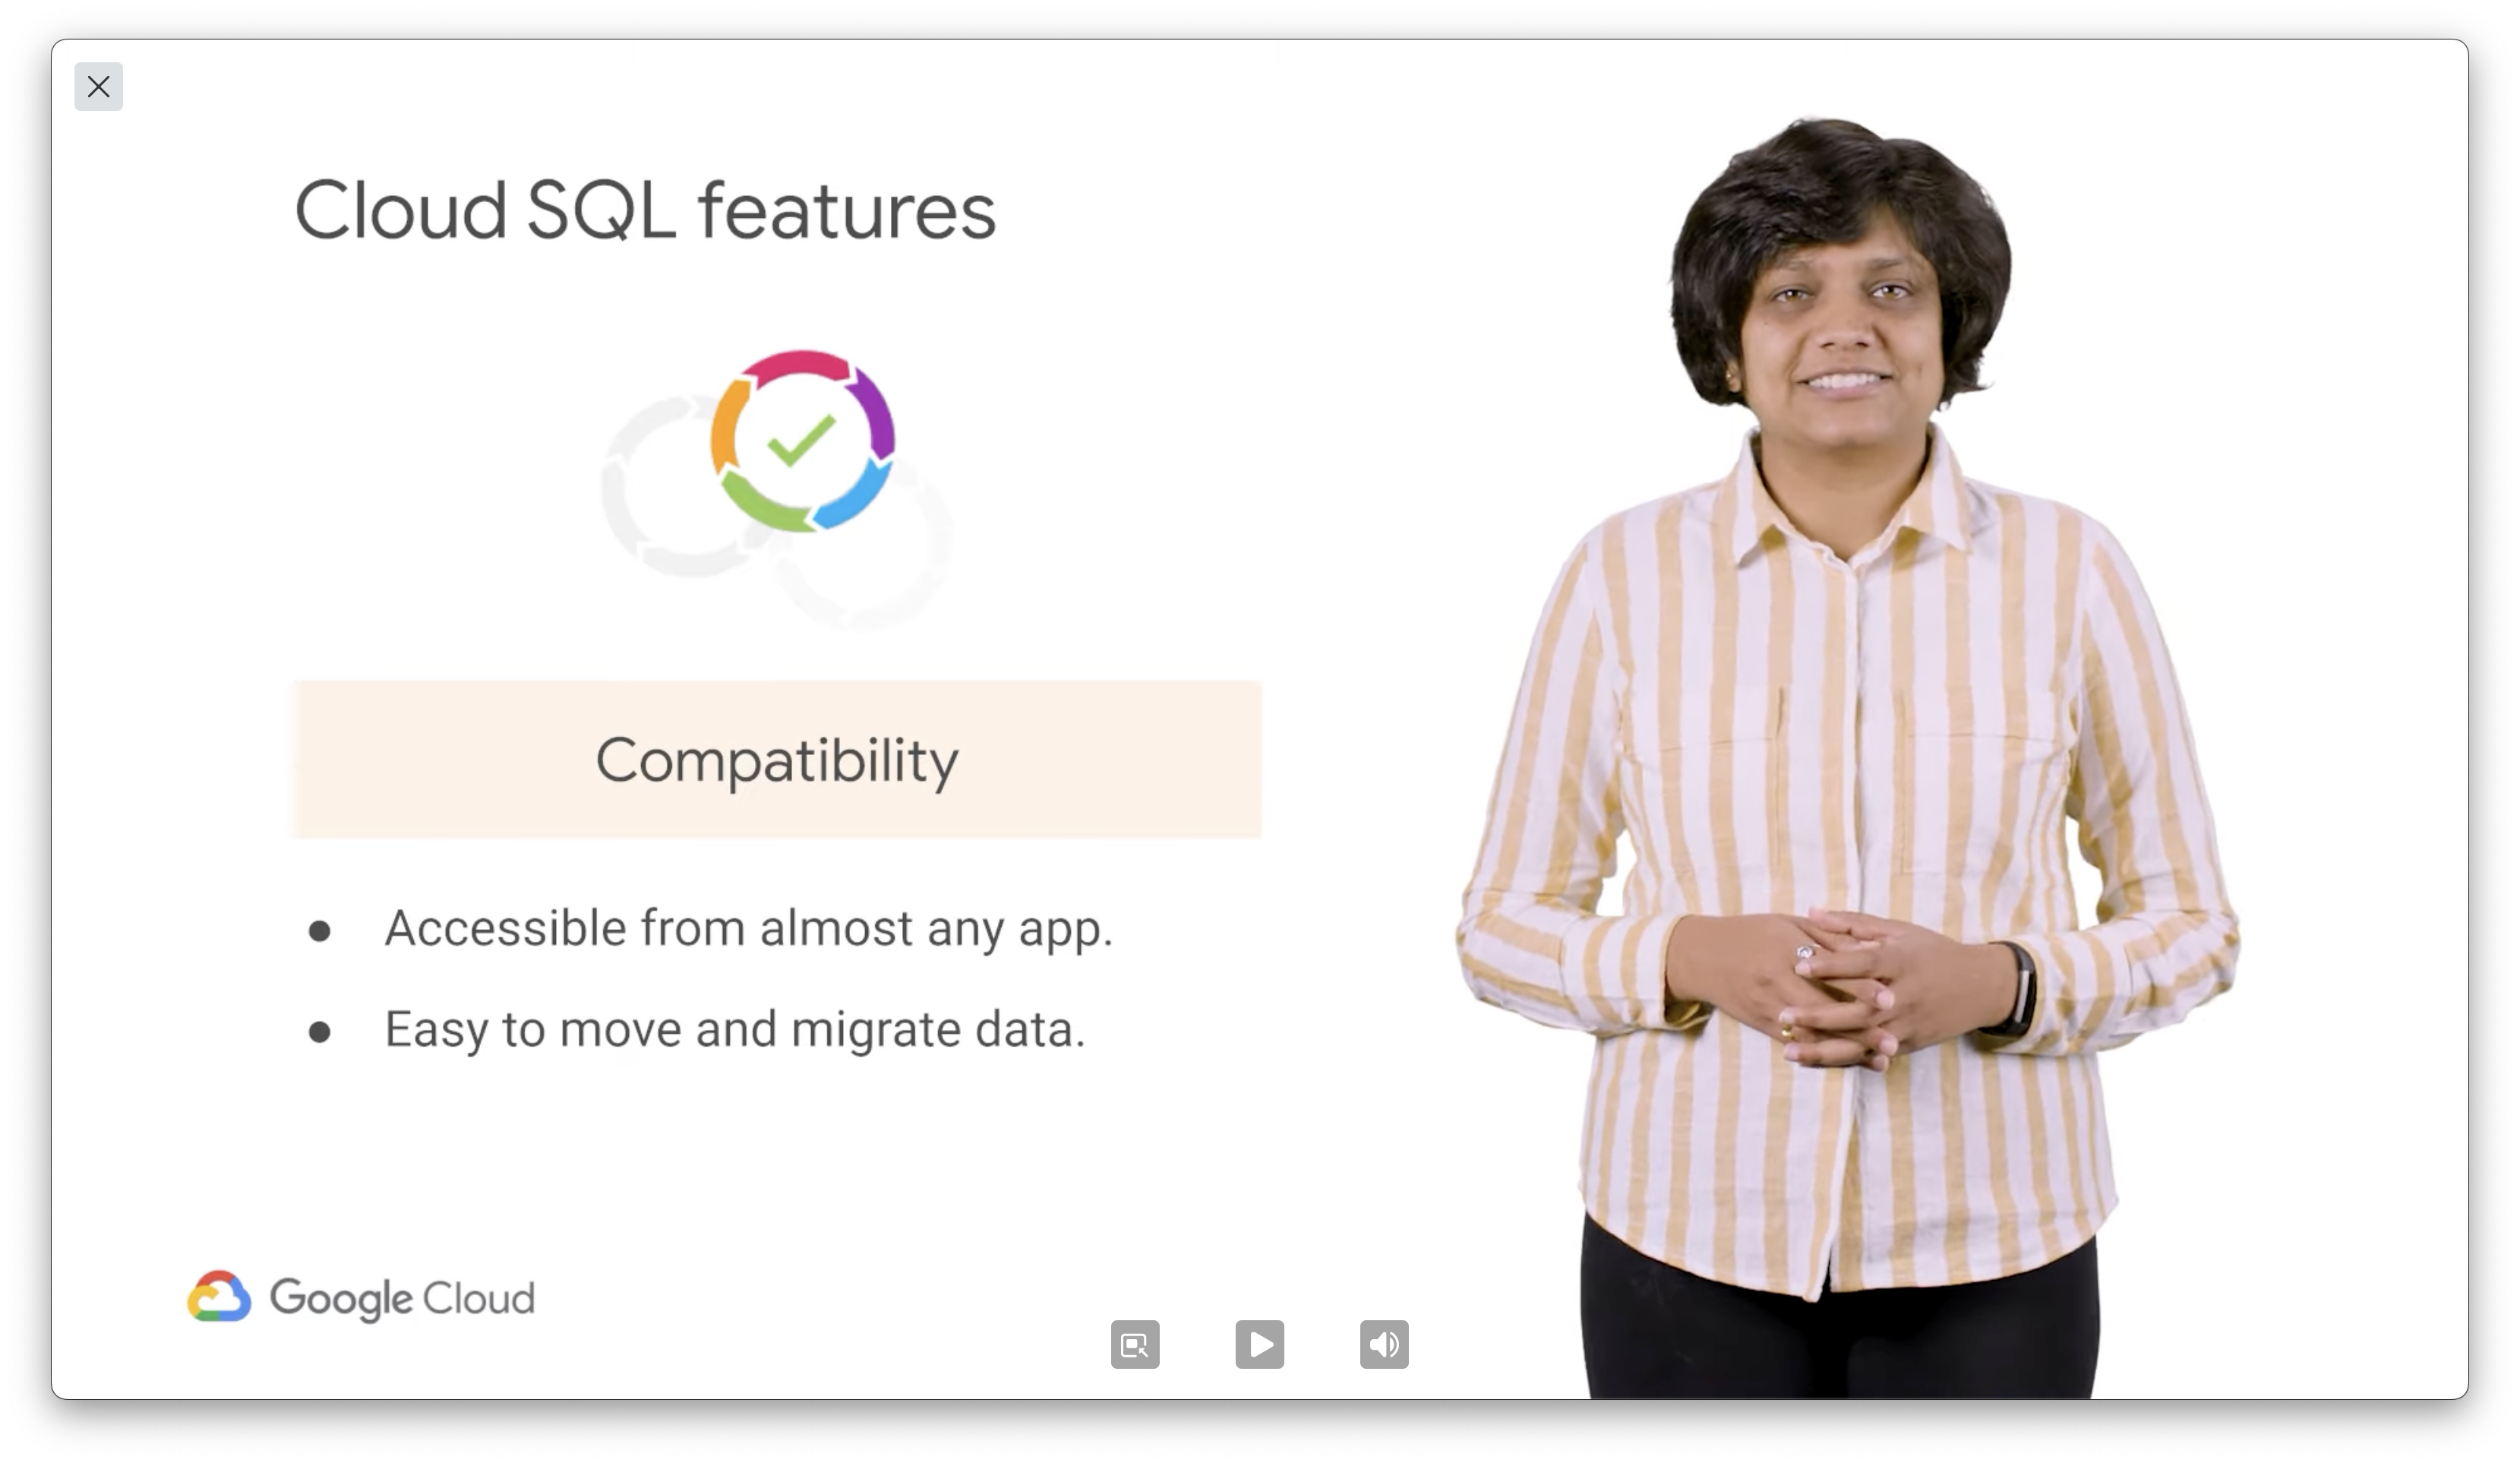 Cloud SQL features
Compatibility
● Accessible from almost any app.
● Easy to move and migrate data.
Google Cloud